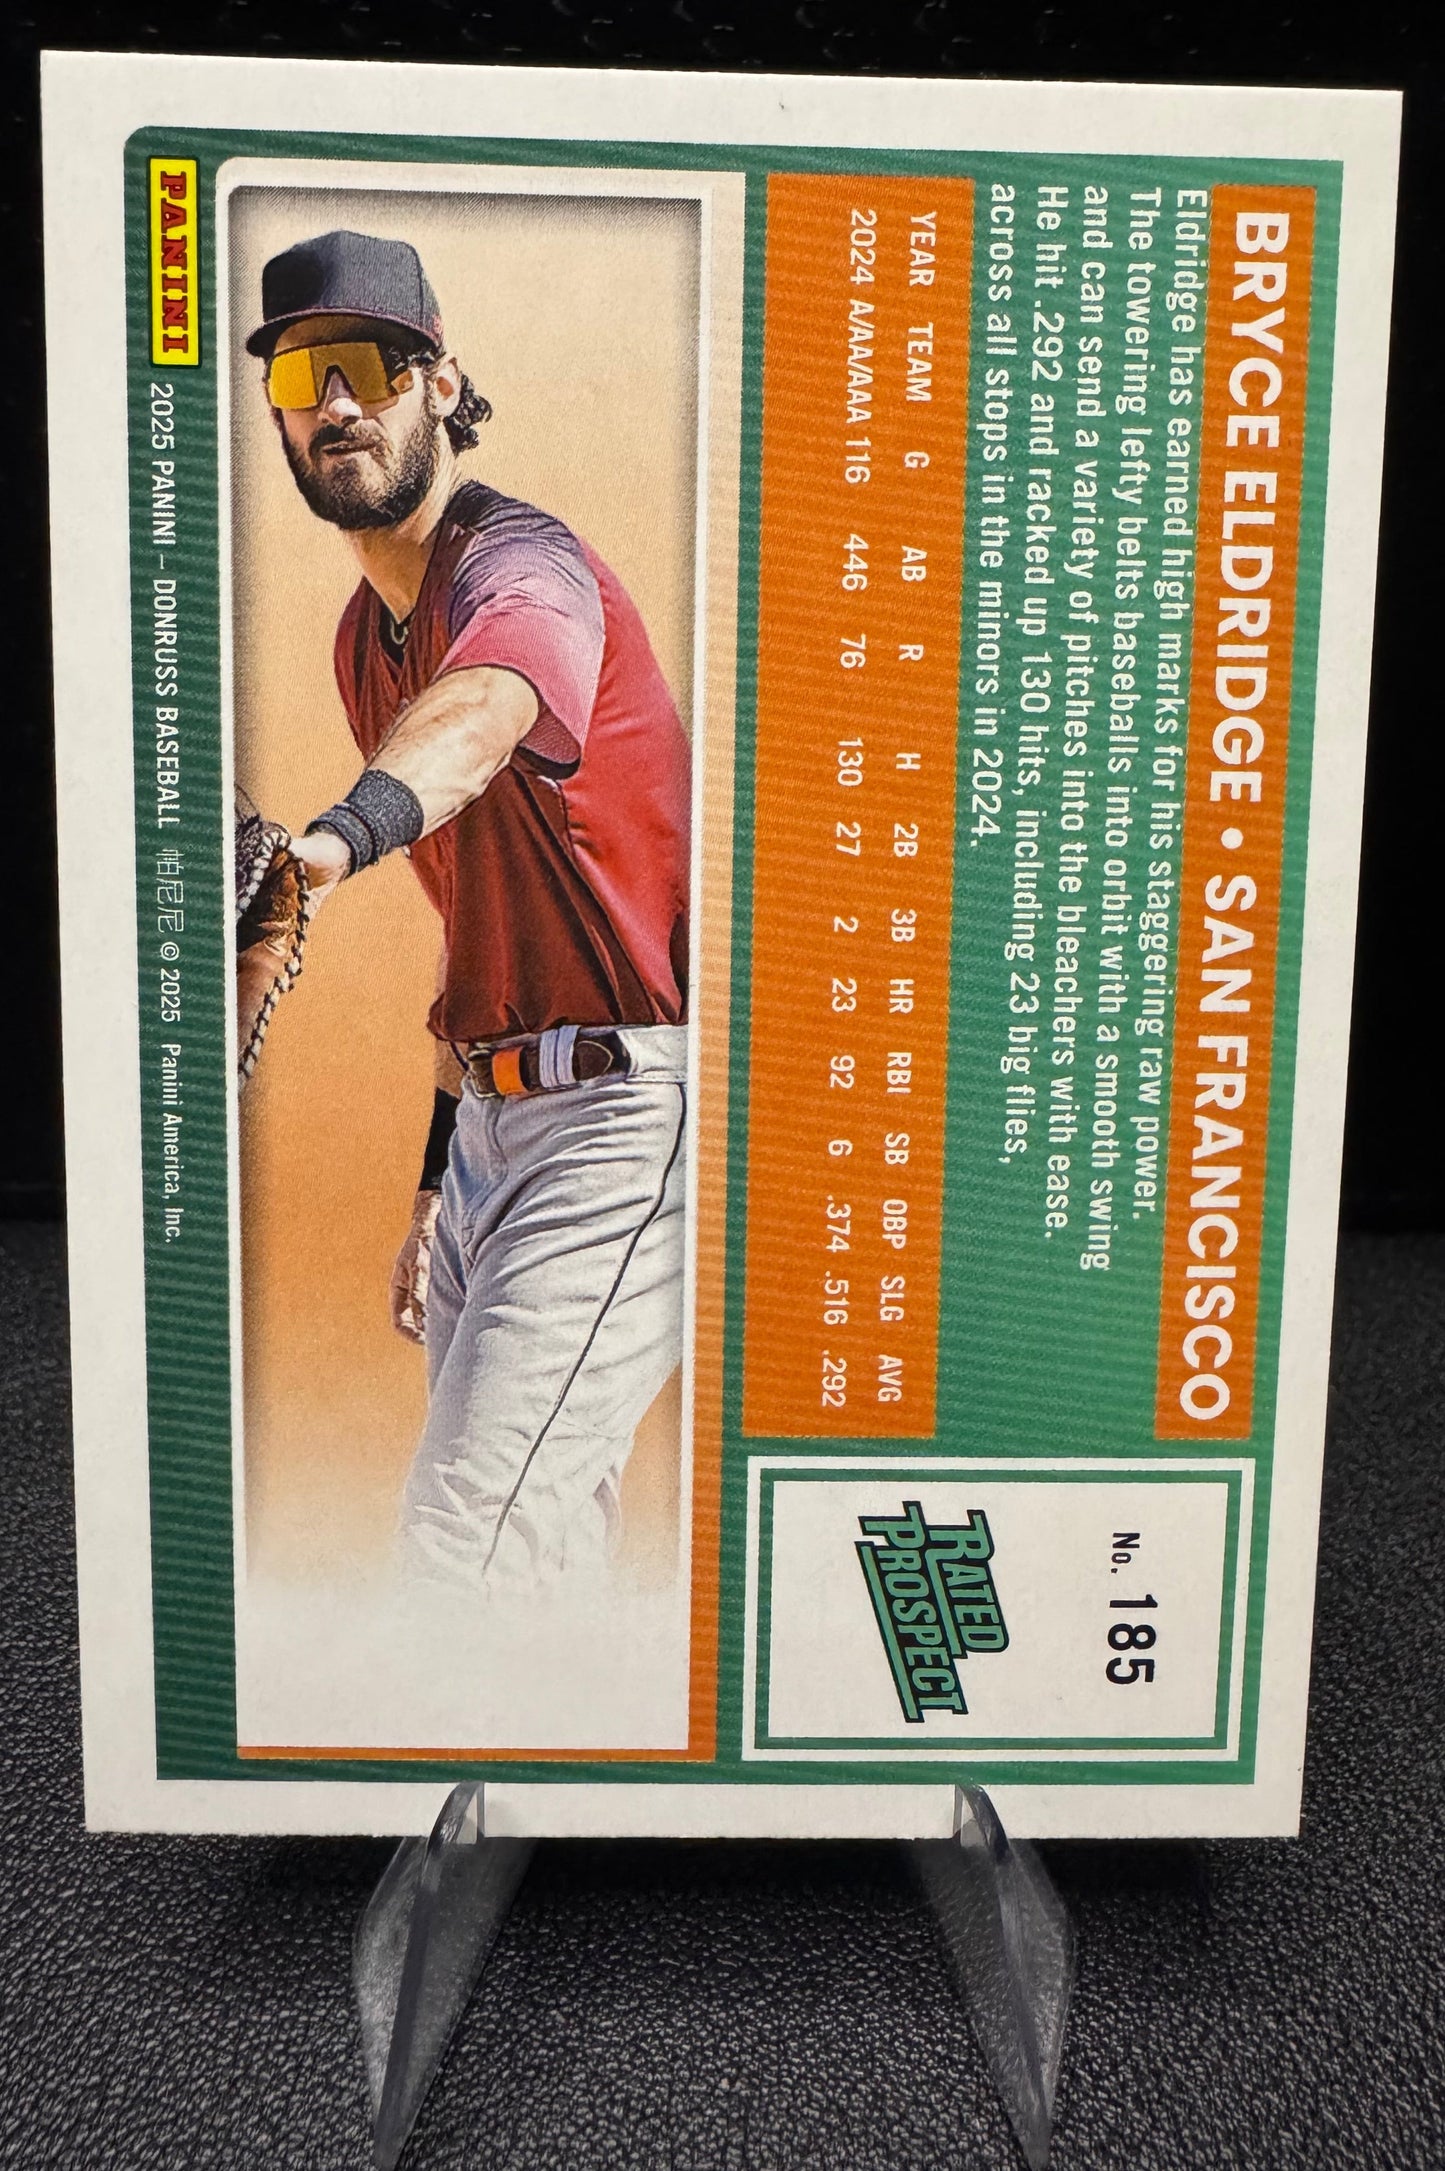 BRYCE ELDRIDGE • SAN FRANCISCO
Eldridge has earned high marks for his staggering raw power.
The towering lefty belts baseballs into orbit with a smooth swing
and can send a variety of pitches into the bleachers with ease.
He hit .292 and racked up 130 hits, including 23 big flies,
across all stops in the minors in 2024.
YEAR TEAM G AB R H 2B 3B HR RBI SB OBP SLG AVG
2024 A/AA/AAA 116 446 76 130 27 2 23 92 6 .374 .516 .292
No. 185
RATED
PROSPECT
PANINI 2025 PANINI – DONRUSS BASEBALL 帕尼尼 © 2025 Panini America, Inc.